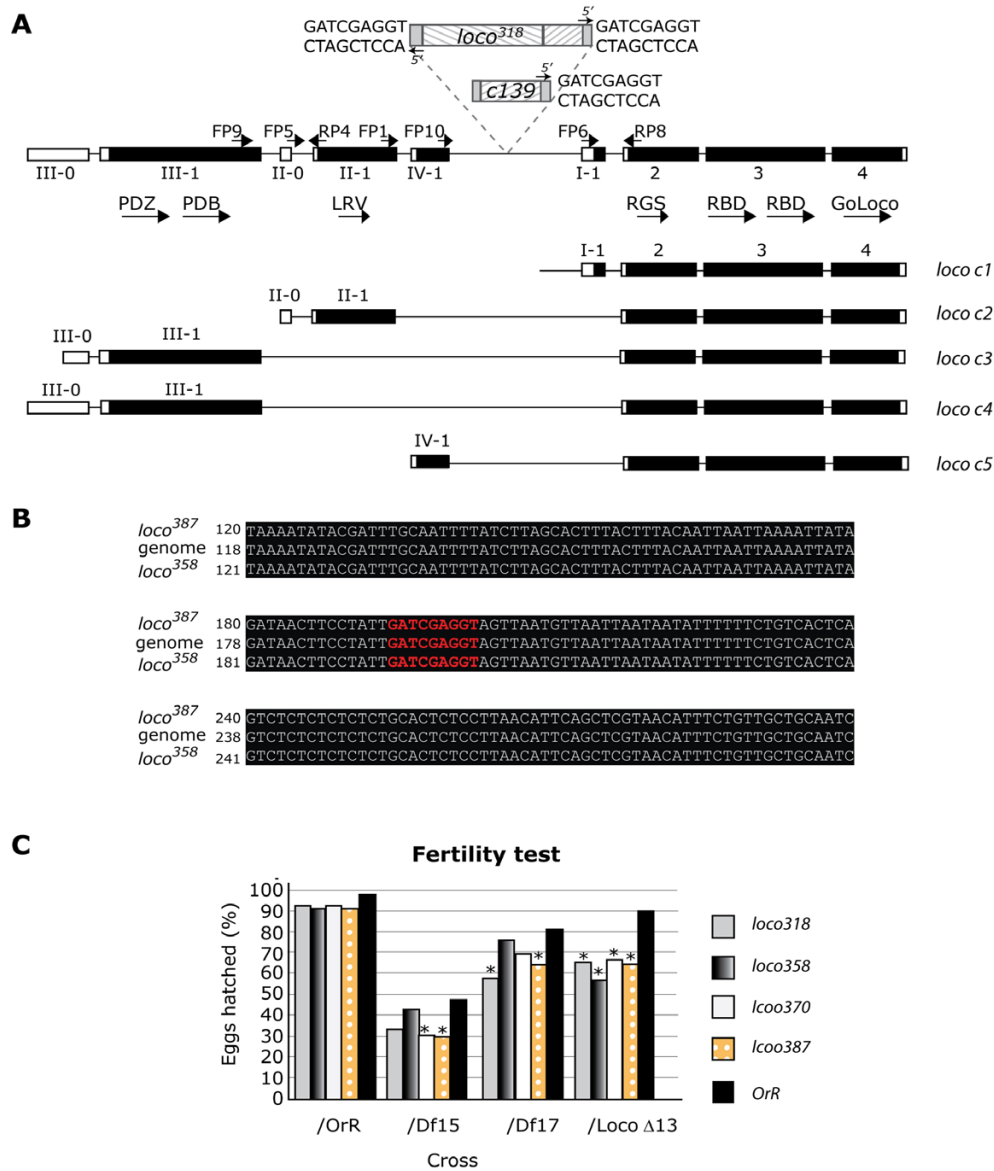 A
GATCGAGGT
CTAGCTCCA
5'
loco318
5'
GATCGAGGT
CTAGCTCCA
c139
5'
GATCGAGGT
CTAGCTCCA
FP9 FP5 RP4 FP1 FP10 FP6 RP8
III-0 III-1 II-0 II-1 IV-1 I-1 2 3 4
PDZ PDB LRV RGS RBD RBD GoLoco
I-1 2 3 4 loco c1
II-0 II-1 loco c2
III-0 III-1 loco c3
III-0 III-1 loco c4
IV-1 loco c5
B
loco387 120 TAAAATATACGATTTGCAATTTTATCTTAGCACTTTACTTTACAATTAATTAAAATTATA
genome 118 TAAAATATACGATTTGCAATTTTATCTTAGCACTTTACTTTACAATTAATTAAAATTATA
loco358 121 TAAAATATACGATTTGCAATTTTATCTTAGCACTTTACTTTACAATTAATTAAAATTATA
loco387 180 GATAACTTCCTATTGATCGAGGTAGTTAATGTTAATTAATAATATTTTTTCTGTCACTCA
genome 178 GATAACTTCCTATTGATCGAGGTAGTTAATGTTAATTAATAATATTTTTTCTGTCACTCA
loco358 181 GATAACTTCCTATTGATCGAGGTAGTTAATGTTAATTAATAATATTTTTTCTGTCACTCA
loco387 240 GTCTCTCTCTCTCTGCACTCTCCTTAACATTCAGCTCGTAACATTTCTGTTGCTGCAATC
genome 238 GTCTCTCTCTCTCTGCACTCTCCTTAACATTCAGCTCGTAACATTTCTGTTGCTGCAATC
loco358 241 GTCTCTCTCTCTCTGCACTCTCCTTAACATTCAGCTCGTAACATTTCTGTTGCTGCAATC
C
Fertility test
Eggs hatched (%)
100
90
80
70
60
50
40
30
20
10
0
* * * * * * * *
/OrR /Df15 /Df17 /Loco Δ13
Cross
loco318
loco358
lcoo370
lcoo387
OrR